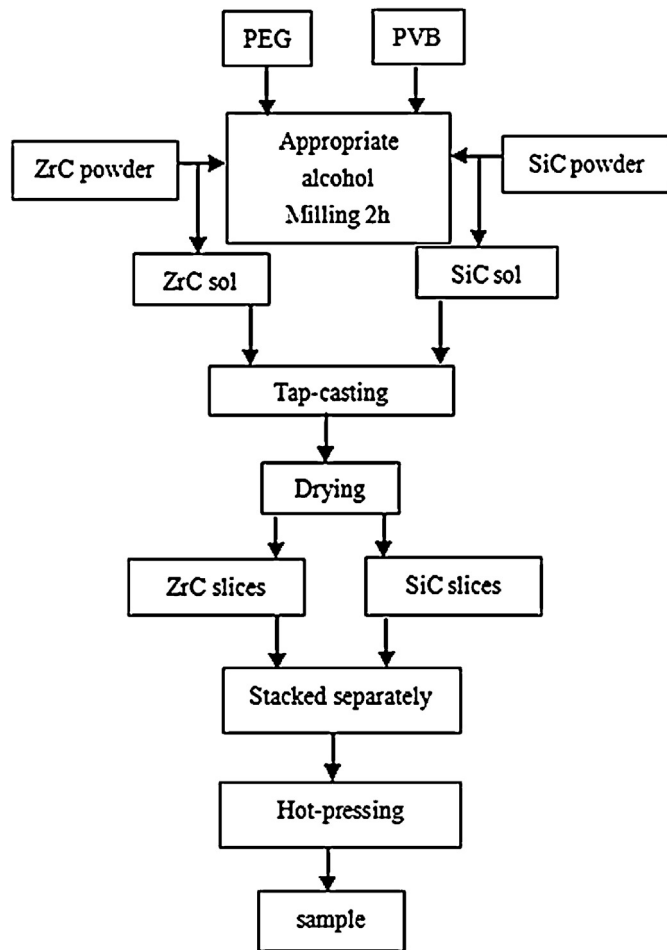 PEG
PVB
ZrC powder
Appropriate
alcohol
Milling 2h
SiC powder
ZrC sol
SiC sol
Tap-casting
Drying
ZrC slices
SiC slices
Stacked separately
Hot-pressing
sample